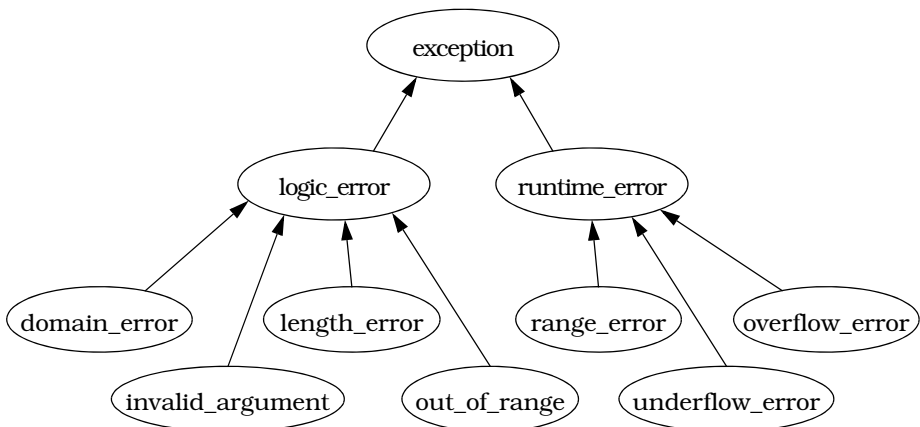 exception
logic_error
runtime_error
domain_error
length_error
range_error
overflow_error
invalid_argument
out_of_range
underflow_error